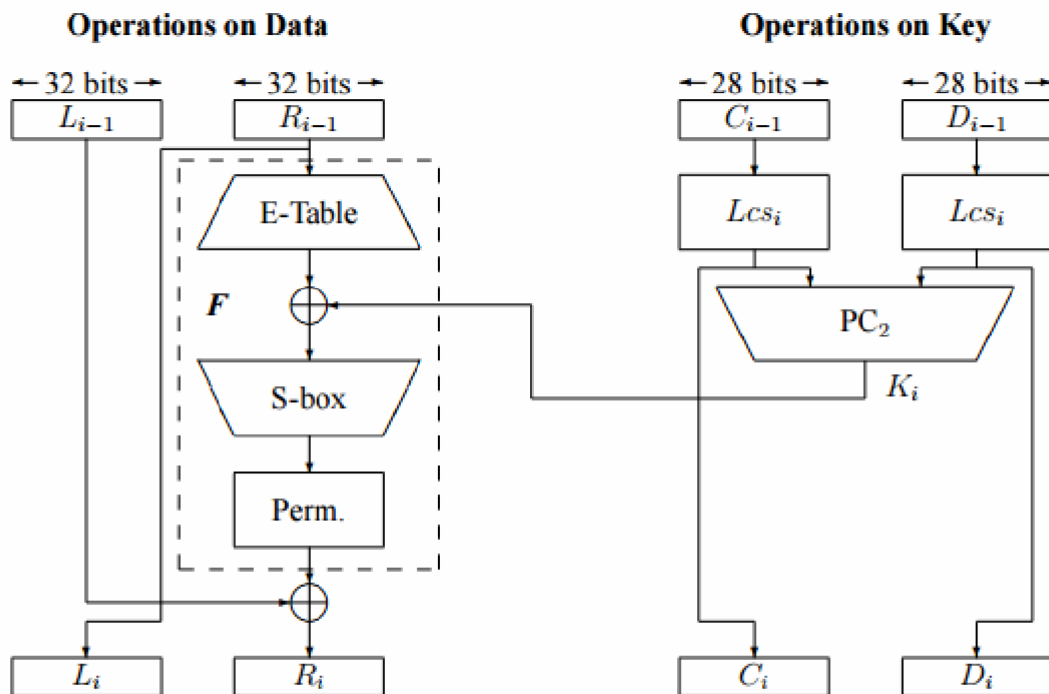 Operations on Data
Operations on Key
32 bits
32 bits
28 bits
28 bits
L_{i-1}
R_{i-1}
C_{i-1}
D_{i-1}
E-Table
Lcs_i
Lcs_i
F
PC_2
S-box
K_i
Perm.
L_i
R_i
C_i
D_i